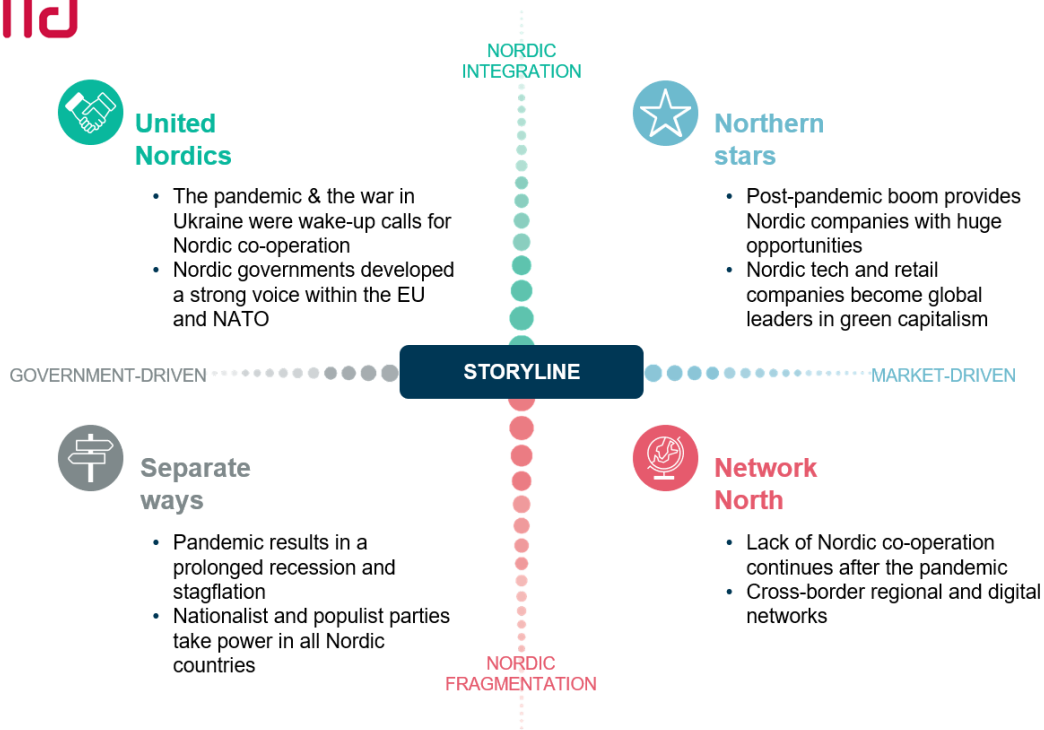 NORDIC
INTEGRATION
United
Nordics
• The pandemic & the war in
Ukraine were wake-up calls for
Nordic co-operation
• Nordic governments developed
a strong voice within the EU
and NATO
Northern
stars
• Post-pandemic boom provides
Nordic companies with huge
opportunities
• Nordic tech and retail
companies become global
leaders in green capitalism
GOVERNMENT-DRIVEN
STORYLINE
MARKET-DRIVEN
Separate
ways
• Pandemic results in a
prolonged recession and
stagflation
• Nationalist and populist parties
take power in all Nordic
countries
Network
North
• Lack of Nordic co-operation
continues after the pandemic
• Cross-border regional and digital
networks
NORDIC
FRAGMENTATION